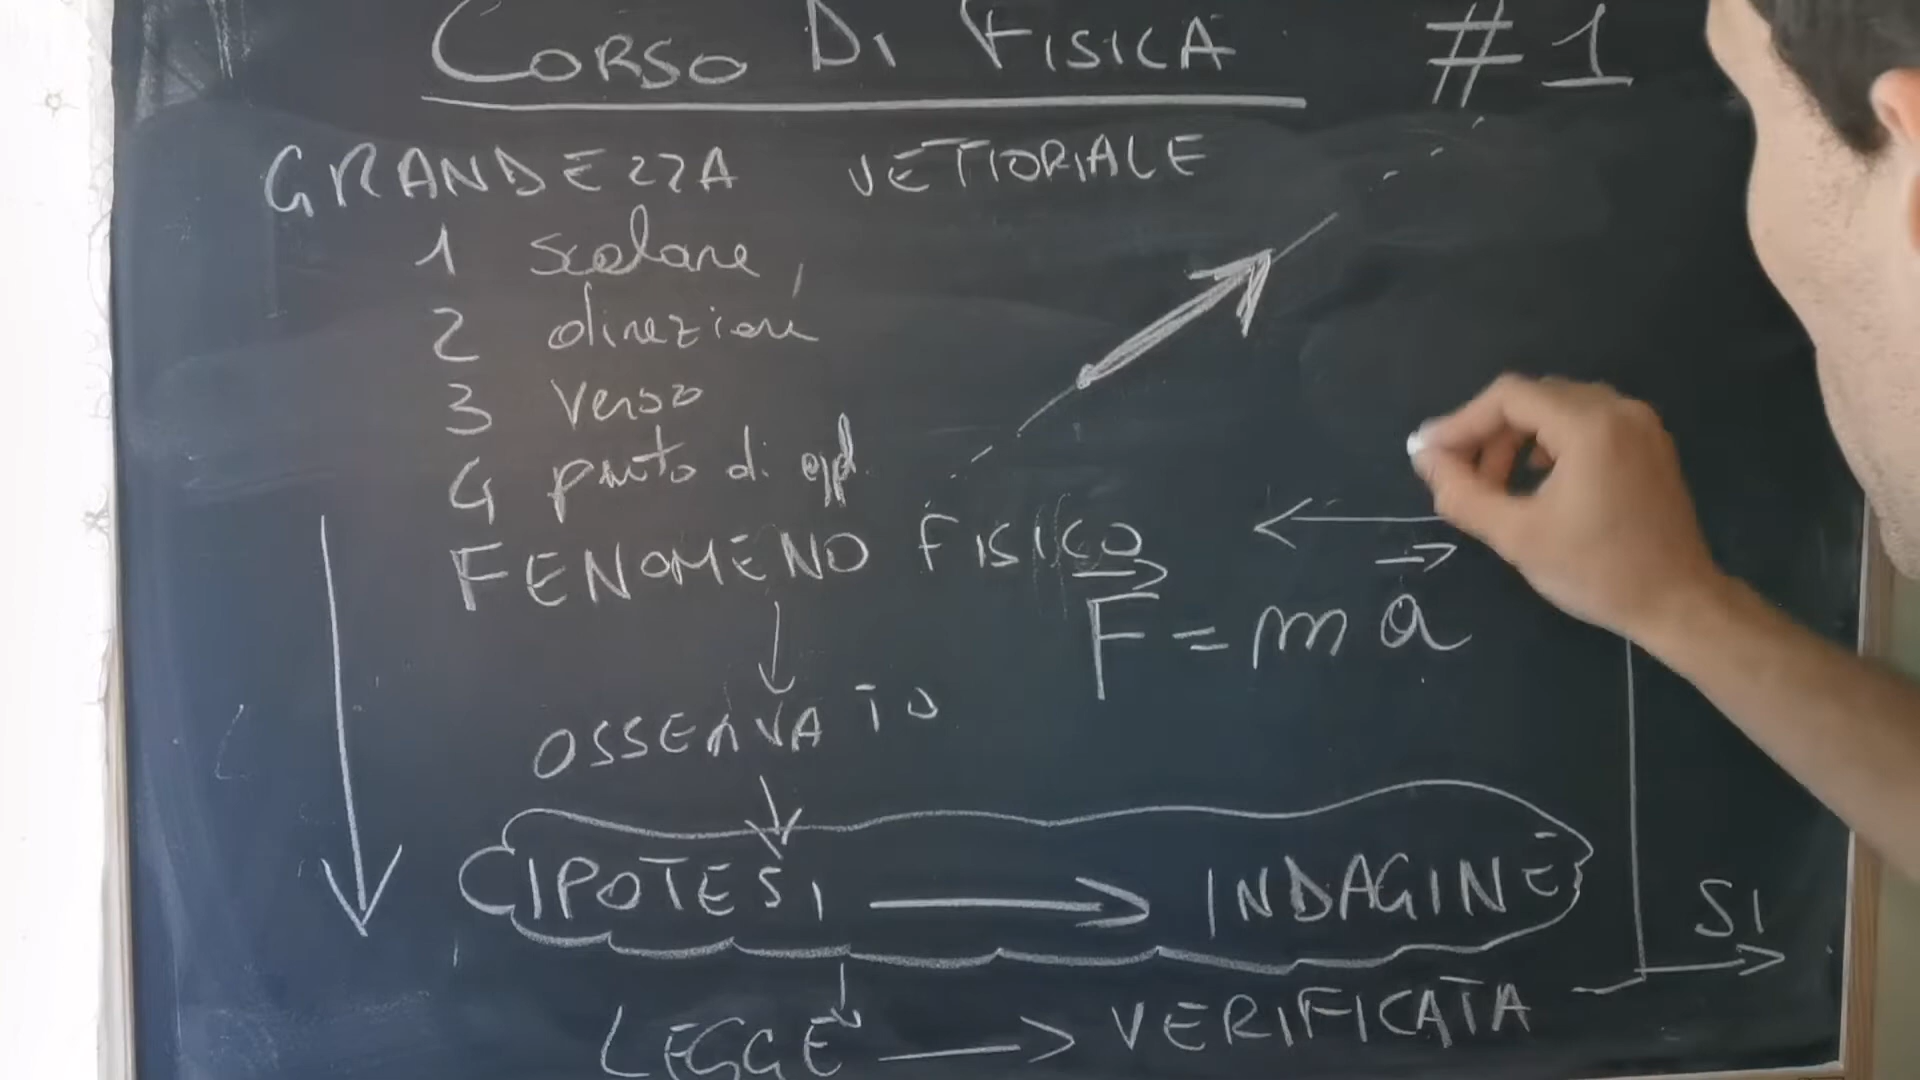 CORSO DI FISICA #1
GRANDEZZA VETTORIALE
1 scalare,
2 direzione
3 verso
4 punto di appl.
FENOMENO FISICO
F = m a
OSSERVATO
IPOTESI INDAGINE
SI
LEGGE VERIFICATA